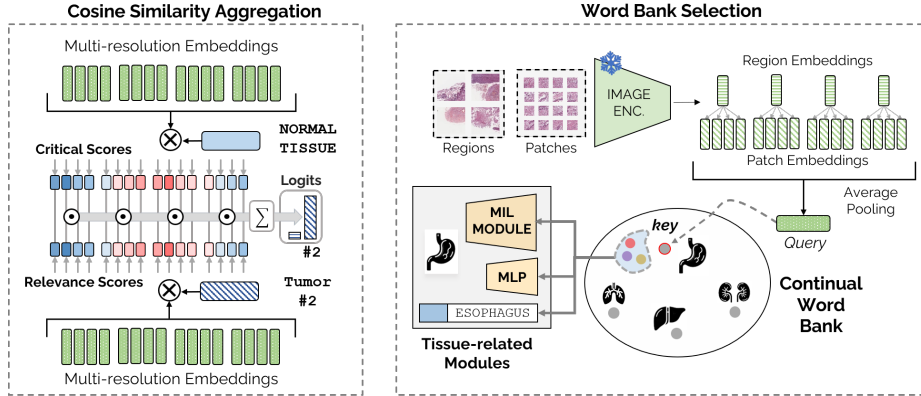 Cosine Similarity Aggregation
Multi-resolution Embeddings
NORMAL
TISSUE
Critical Scores
Logits
Σ
#2
Relevance Scores
Tumor
#2
Multi-resolution Embeddings
Word Bank Selection
Region Embeddings
IMAGE
ENC.
Regions
Patches
Patch Embeddings
Average
Pooling
Query
MIL
MODULE
key
MLP
Continual
Word
Bank
ESOPHAGUS
Tissue-related
Modules